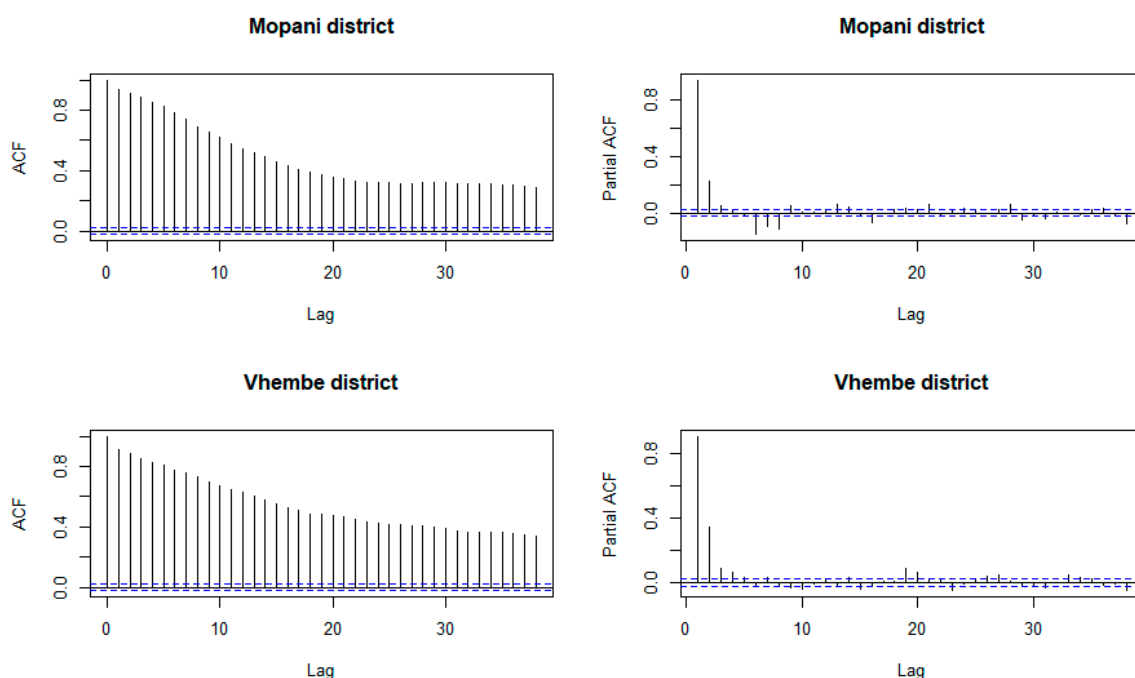 Mopani district
ACF
0.0 0.4 0.8
0 10 20 30
Lag
Mopani district
Partial ACF
0.0 0.4 0.8
0 10 20 30
Lag
Vhembe district
ACF
0.0 0.4 0.8
0 10 20 30
Lag
Vhembe district
Partial ACF
0.0 0.4 0.8
0 10 20 30
Lag